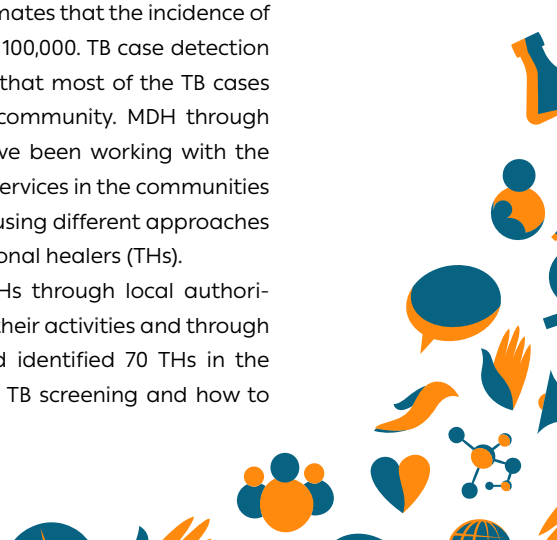 mates that the incidence of
100,000. TB case detection
that most of the TB cases
community. MDH through
ve been working with the
ervices in the communities
using different approaches
onal healers (THs).
Hs through local authori-
their activities and through
d identified 70 THs in the
TB screening and how to